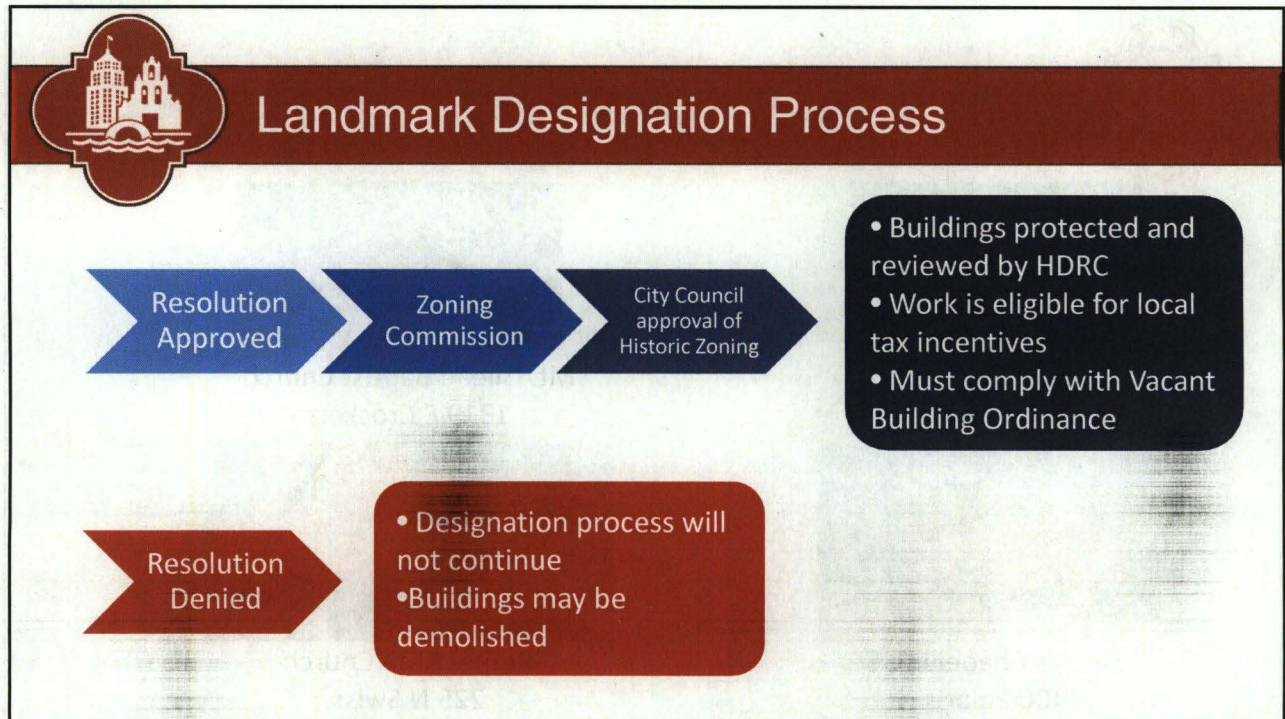 Landmark Designation Process
Resolution
Approved
Zoning
Commission
City Council
approval of
Historic Zoning
• Buildings protected and
reviewed by HDRC
• Work is eligible for local
tax incentives
• Must comply with Vacant
Building Ordinance
Resolution
Denied
• Designation process will
not continue
•Buildings may be
demolished